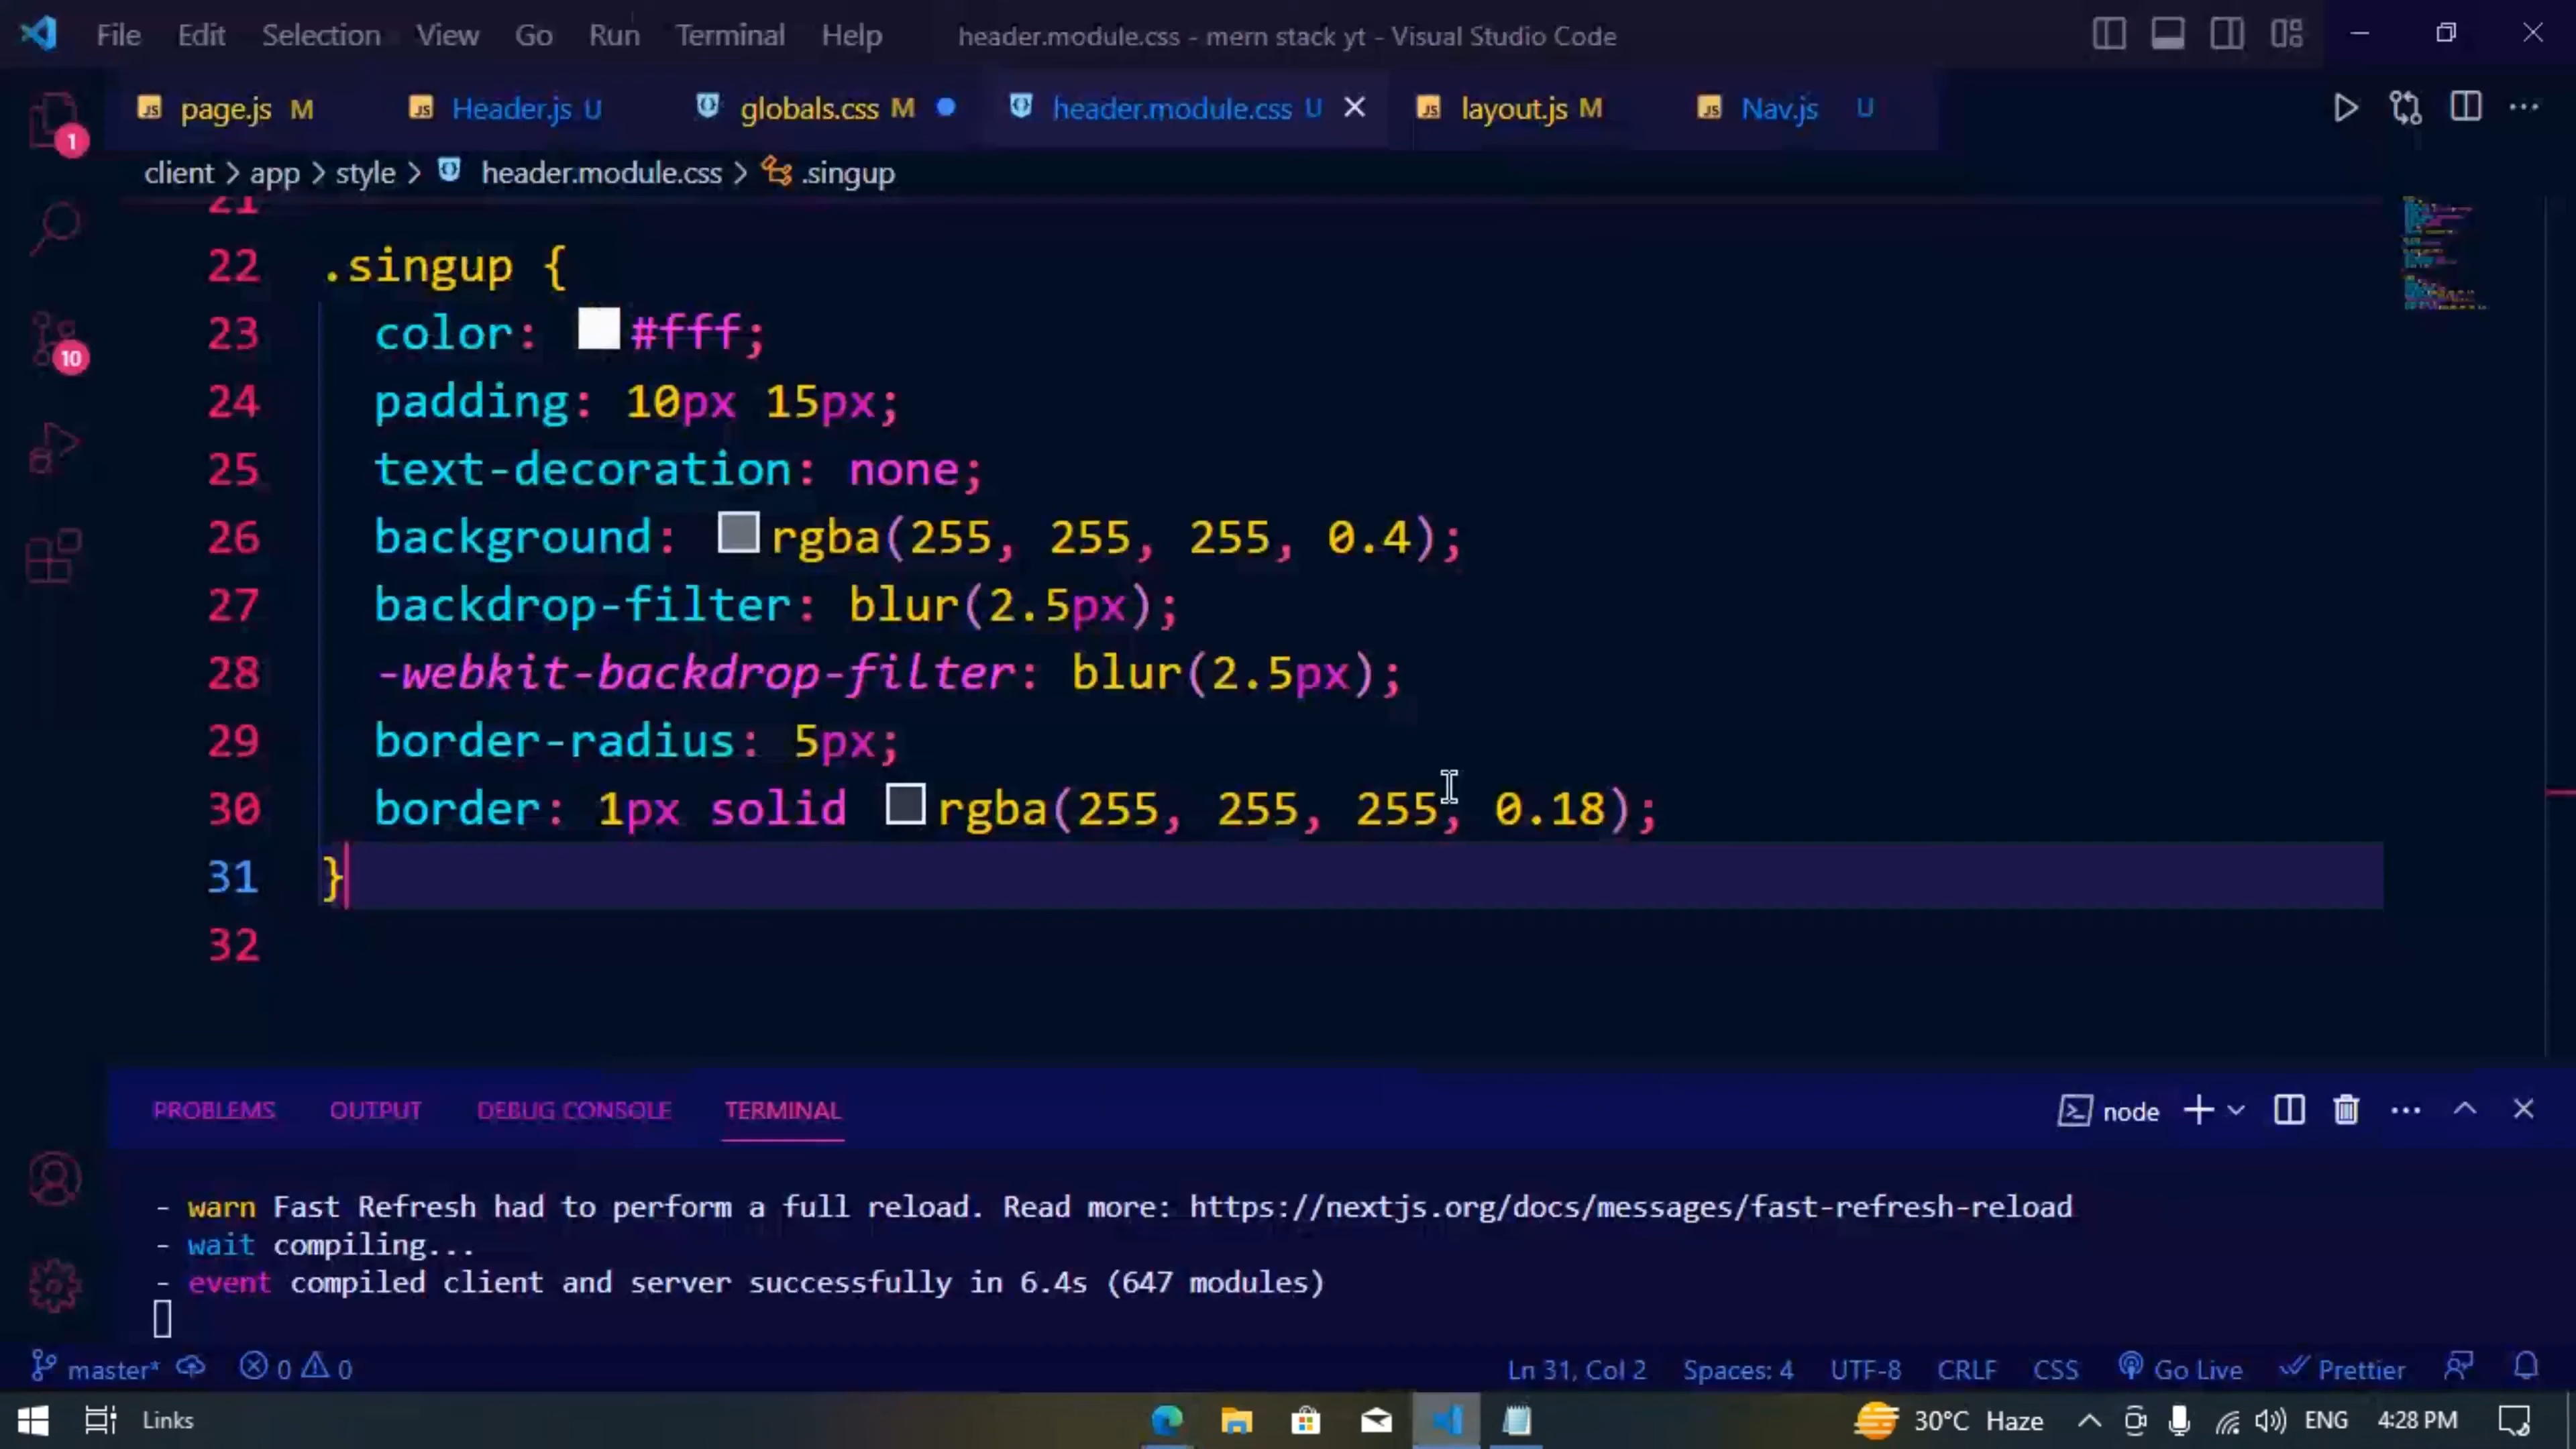 File Edit Selection View Go Run Terminal Help header.module.css - mern stack yt - Visual Studio Code
page.js M Header.js U globals.css M header.module.css U layout.js M Nav.js U
1
client > app > style > header.module.css > .singup
21
22 .singup {
23 color: #fff;
24 padding: 10px 15px;
25 text-decoration: none;
26 background: rgba(255, 255, 255, 0.4);
27 backdrop-filter: blur(2.5px);
28 -webkit-backdrop-filter: blur(2.5px);
29 border-radius: 5px;
30 border: 1px solid rgba(255, 255, 255, 0.18);
31 }
32
10
PROBLEMS OUTPUT DEBUG CONSOLE TERMINAL node
- warn Fast Refresh had to perform a full reload. Read more: https://nextjs.org/docs/messages/fast-refresh-reload
- wait compiling...
- event compiled client and server successfully in 6.4s (647 modules)
master* 0 0 Ln 31, Col 2 Spaces: 4 UTF-8 CRLF CSS Go Live Prettier
Links 30°C Haze ENG 4:28 PM